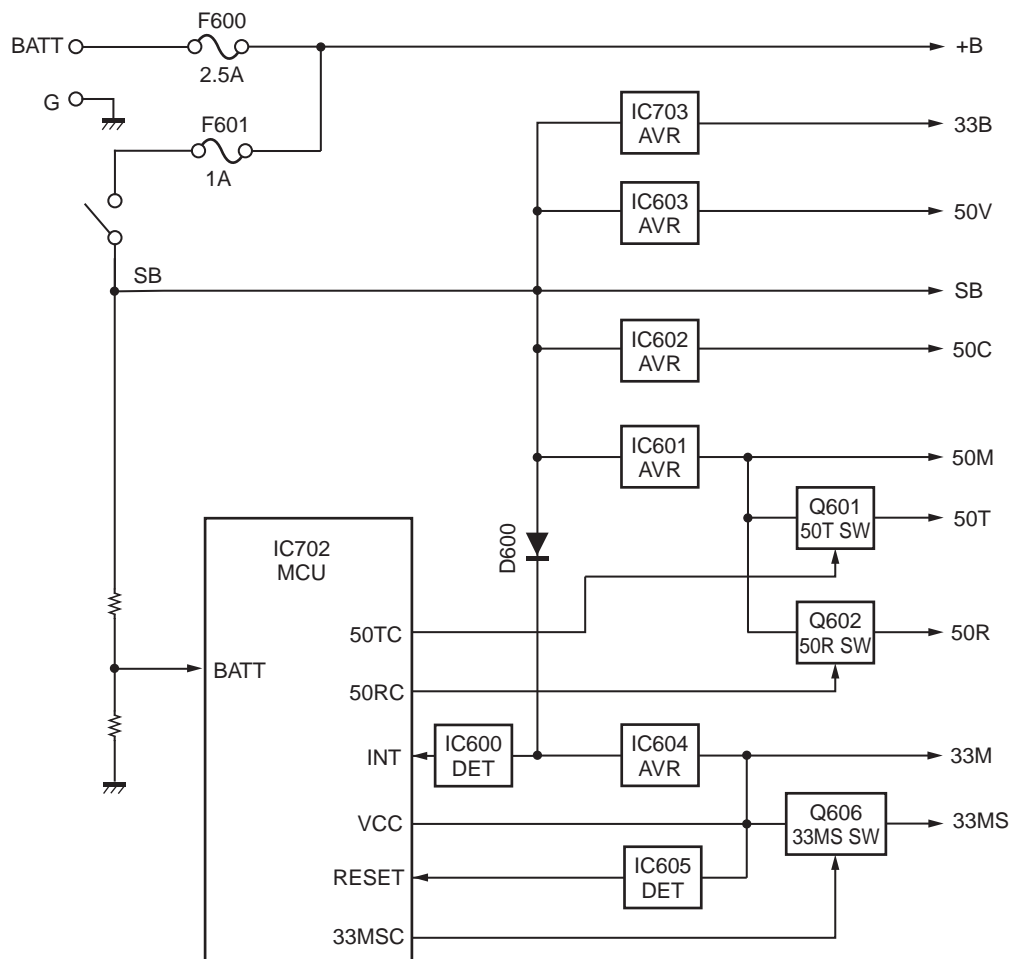 F600
BATT
+B
2.5A
G
F601
1A
IC703
AVR
33B
IC603
AVR
50V
SB
SB
IC602
AVR
50C
IC601
AVR
50M
Q601
50T SW
50T
D600
IC702
MCU
50TC
Q602
50R SW
50R
BATT
50RC
INT
IC600
DET
IC604
AVR
33M
VCC
Q606
33MS SW
33MS
RESET
IC605
DET
33MSC